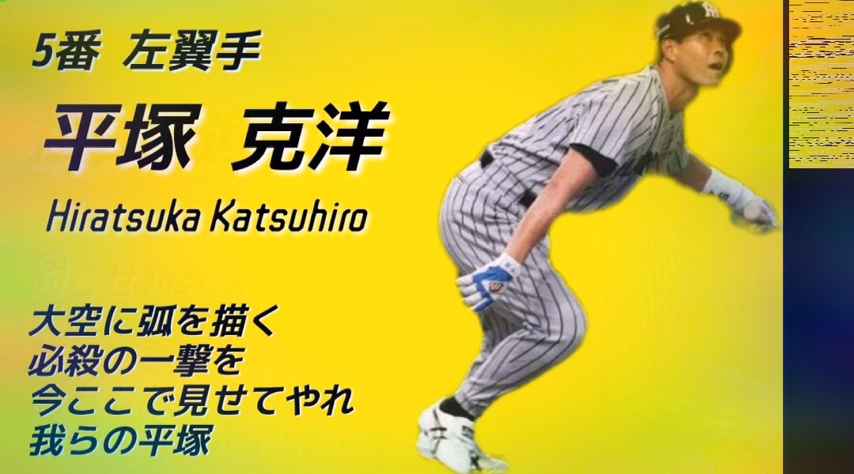 5番 左翼手
平塚 克洋
Hiratsuka Katsuhiro
大空に弧を描く
必殺の一撃を
今ここで見せてやれ
我らの平塚